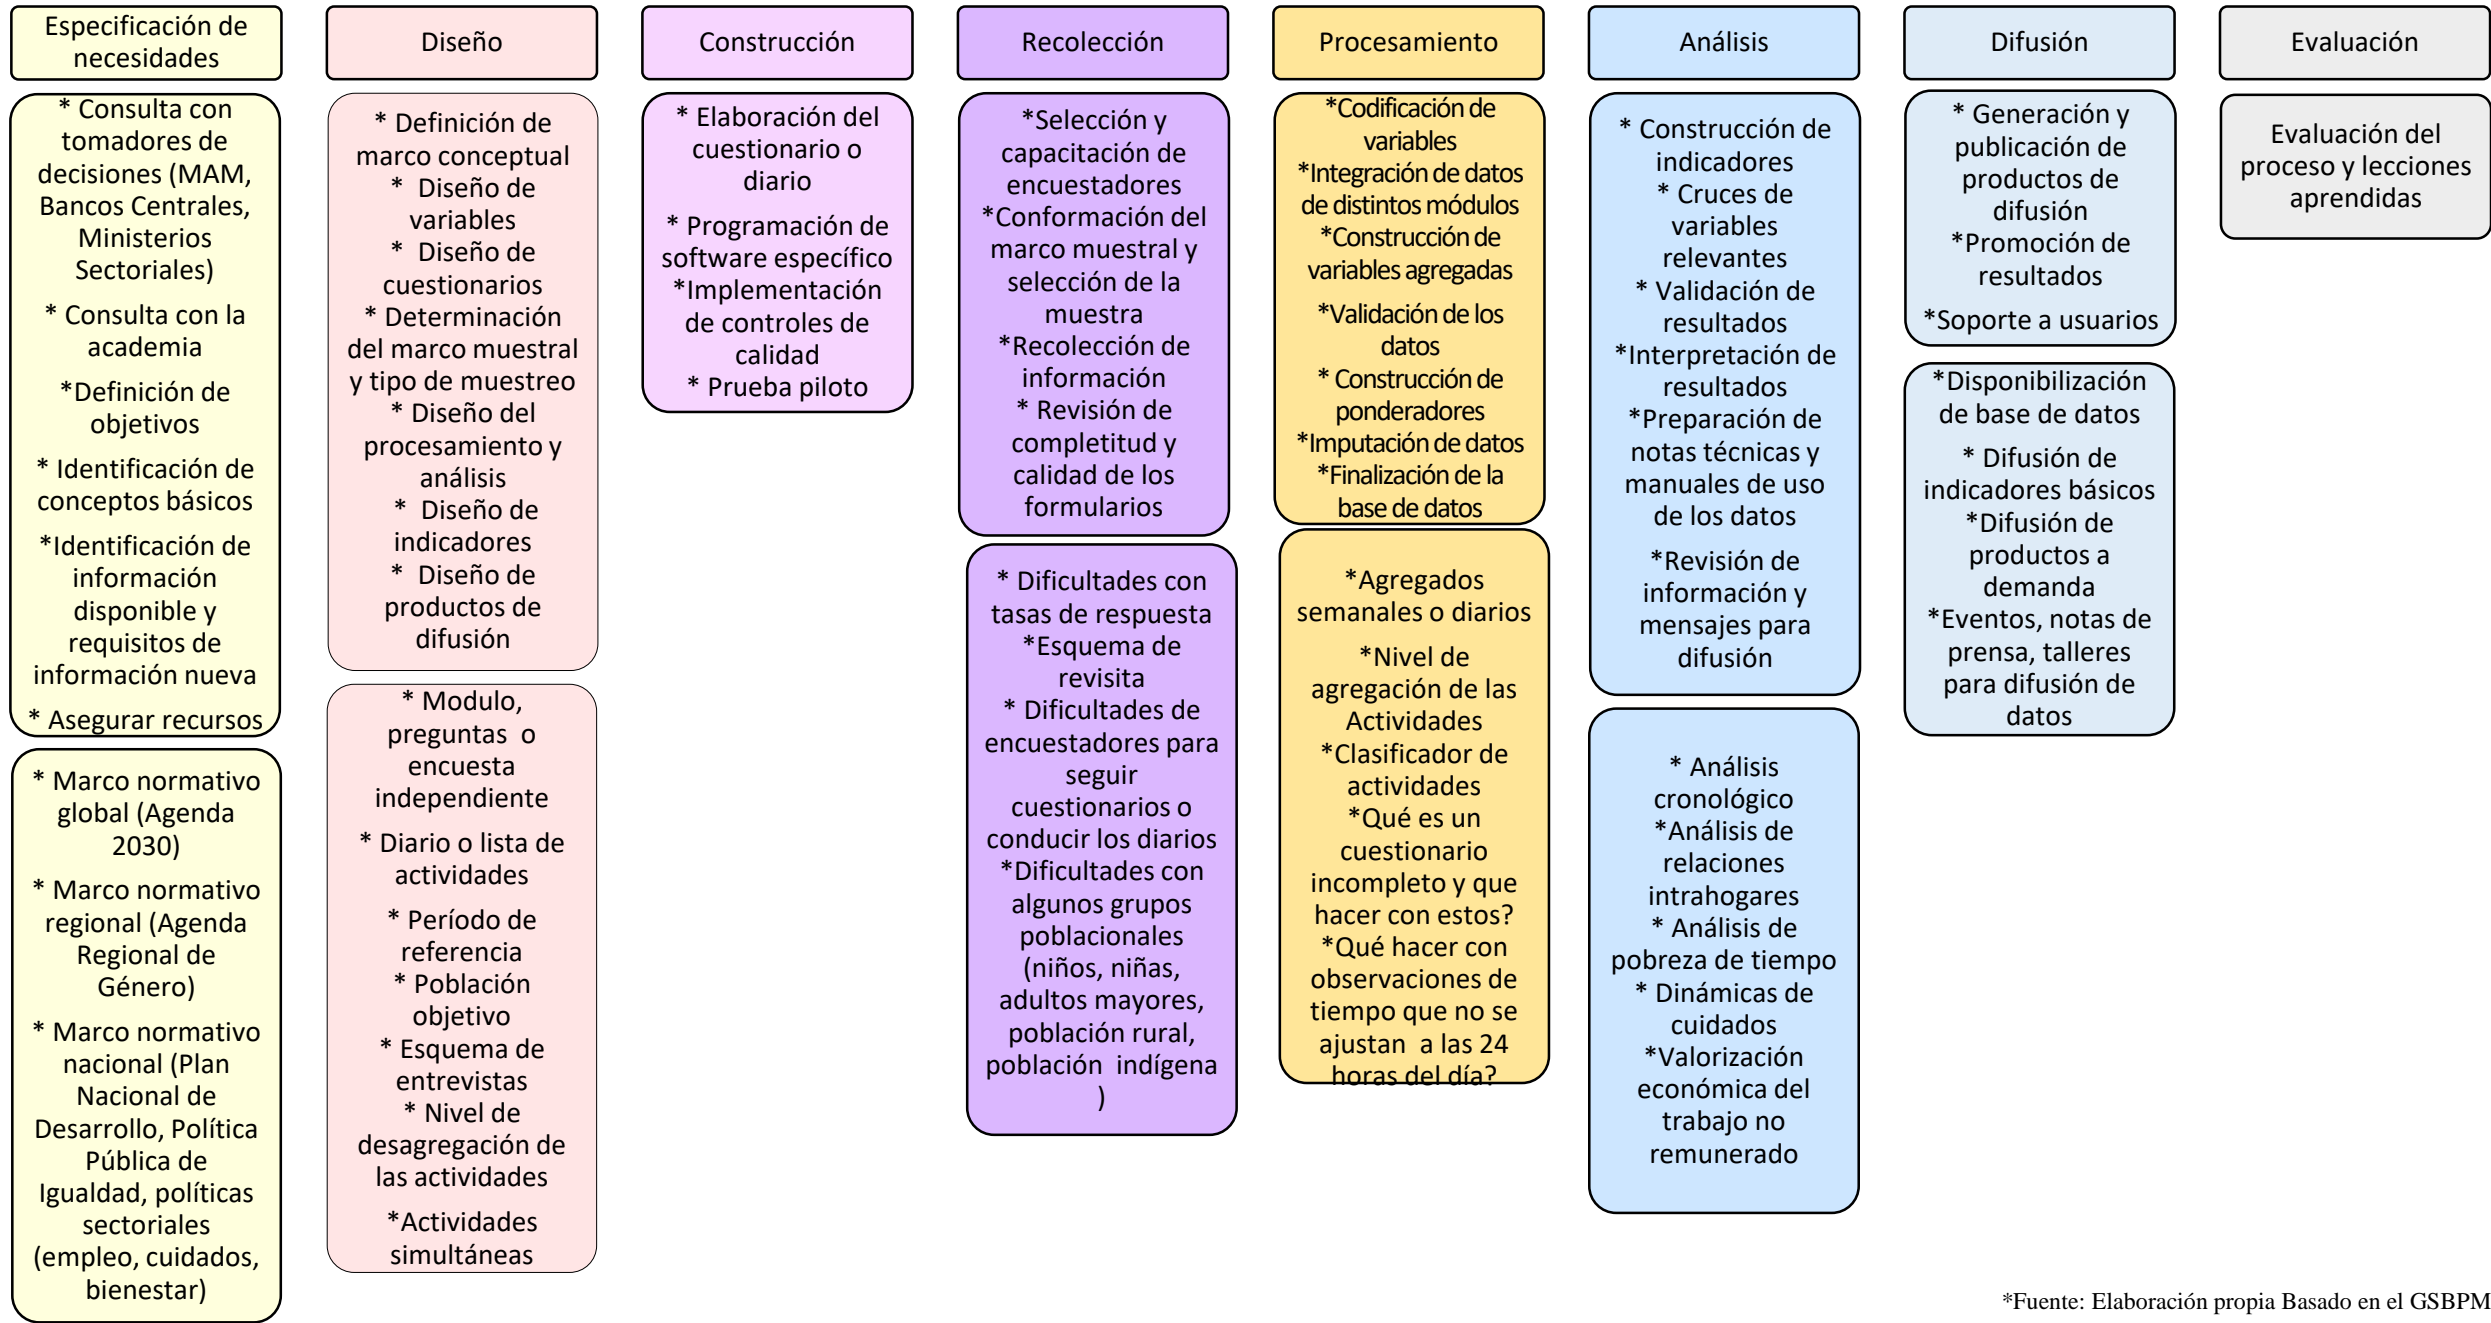 Especificación de
necesidades
* Consulta con
tomadores de
decisiones (MAM,
Bancos Centrales,
Ministerios
Sectoriales)
* Consulta con la
academia
*Definición de
objetivos
* Identificación de
conceptos básicos
*Identificación de
información
disponible y
requisitos de
información nueva
* Asegurar recursos
* Marco normativo
global (Agenda
2030)
* Marco normativo
regional (Agenda
Regional de
Género)
* Marco normativo
nacional (Plan
Nacional de
Desarrollo, Política
Pública de
Igualdad, políticas
sectoriales
(empleo, cuidados,
bienestar)
Diseño
* Definición de
marco conceptual
* Diseño de
variables
* Diseño de
cuestionarios
* Determinación
del marco muestral
y tipo de muestreo
* Diseño del
procesamiento y
análisis
* Diseño de
indicadores
* Diseño de
productos de
difusión
* Modulo,
preguntas o
encuesta
independiente
* Diario o lista de
actividades
* Período de
referencia
* Población
objetivo
* Esquema de
entrevistas
* Nivel de
desagregación de
las actividades
*Actividades
simultáneas
Construcción
* Elaboración del
cuestionario o
diario
* Programación de
software específico
*Implementación
de controles de
calidad
* Prueba piloto
Recolección
*Selección y
capacitación de
encuestadores
*Conformación del
marco muestral y
selección de la
muestra
*Recolección de
información
* Revisión de
completitud y
calidad de los
formularios
* Dificultades con
tasas de respuesta
*Esquema de
revisita
* Dificultades de
encuestadores para
seguir
cuestionarios o
conducir los diarios
*Dificultades con
algunos grupos
poblacionales
(niños, niñas,
adultos mayores,
población rural,
población indígena
)
Procesamiento
*Codificación de
variables
*Integración de datos
de distintos módulos
*Construcción de
variables agregadas
*Validación de los
datos
* Construcción de
ponderadores
*Imputación de datos
*Finalización de la
base de datos
*Agregados
semanales o diarios
*Nivel de
agregación de las
Actividades
*Clasificador de
actividades
*Qué es un
cuestionario
incompleto y que
hacer con estos?
*Qué hacer con
observaciones de
tiempo que no se
ajustan a las 24
horas del día?
Análisis
* Construcción de
indicadores
* Cruces de
variables
relevantes
* Validación de
resultados
*Interpretación de
resultados
*Preparación de
notas técnicas y
manuales de uso
de los datos
*Revisión de
información y
mensajes para
difusión
* Análisis
cronológico
*Análisis de
relaciones
intrahogares
* Análisis de
pobreza de tiempo
* Dinámicas de
cuidados
*Valorización
económica del
trabajo no
remunerado
Difusión
* Generación y
publicación de
productos de
difusión
*Promoción de
resultados
*Soporte a usuarios
*Disponibilización
de base de datos
* Difusión de
indicadores básicos
*Difusión de
productos a
demanda
*Eventos, notas de
prensa, talleres
para difusión de
datos
Evaluación
Evaluación del
proceso y lecciones
aprendidas
*Fuente: Elaboración propia Basado en el GSBPM